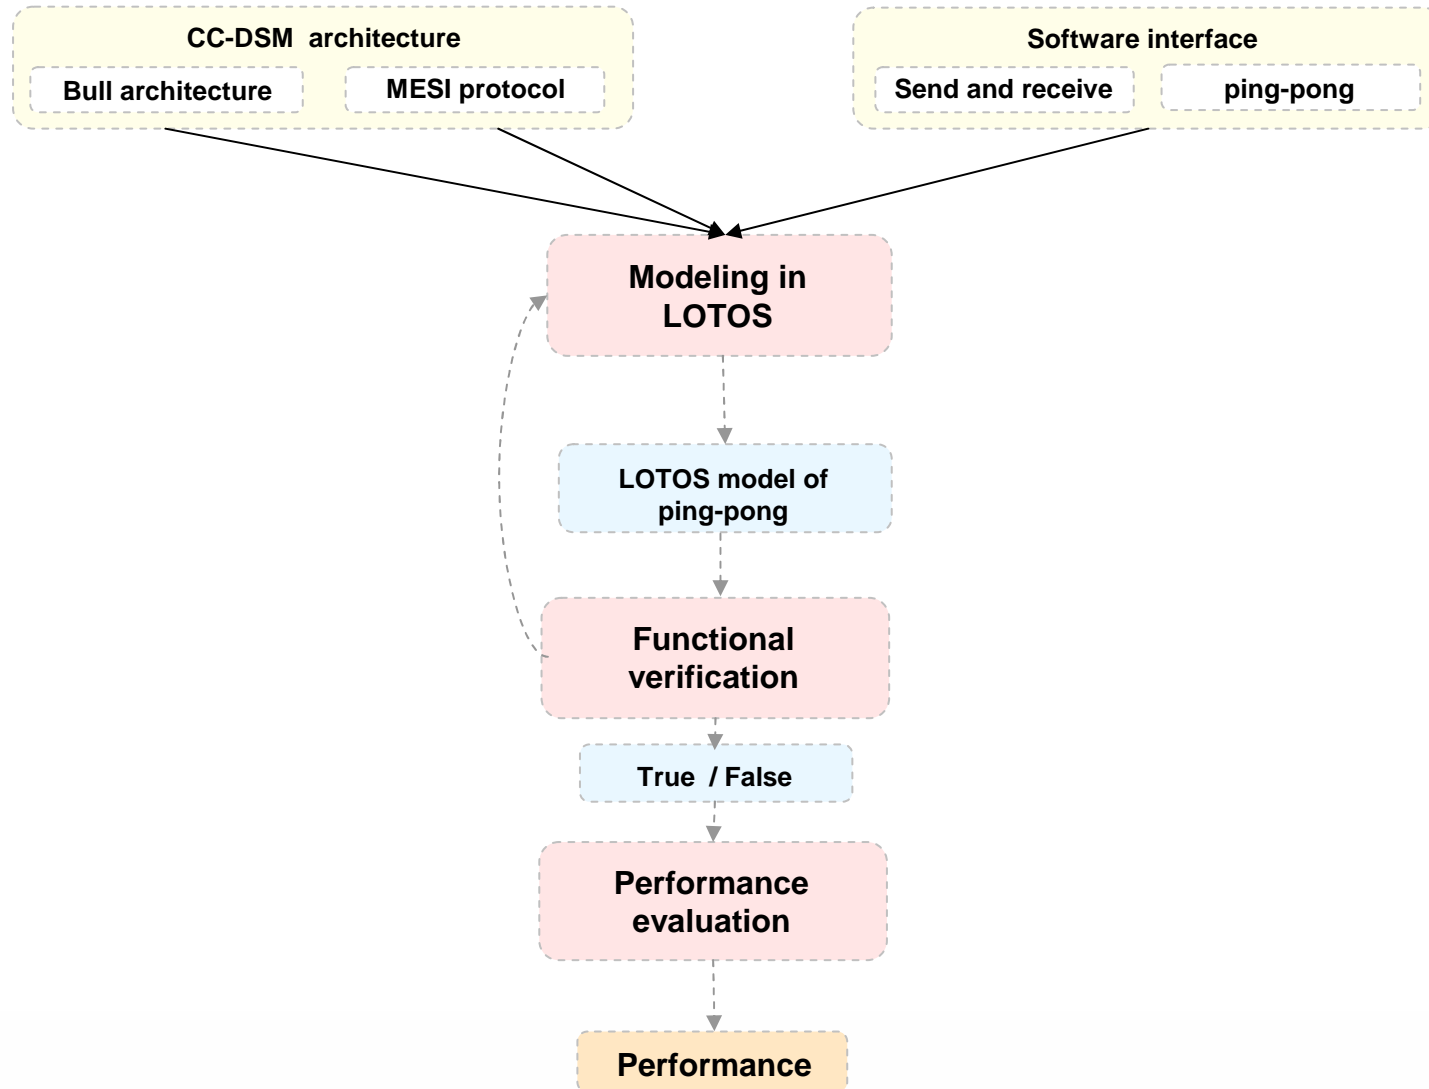 CC-DSM architecture
Bull architecture
MESI protocol
Software interface
Send and receive
ping-pong
Modeling in
LOTOS
LOTOS model of
ping-pong
Functional
verification
True / False
Performance
evaluation
Performance